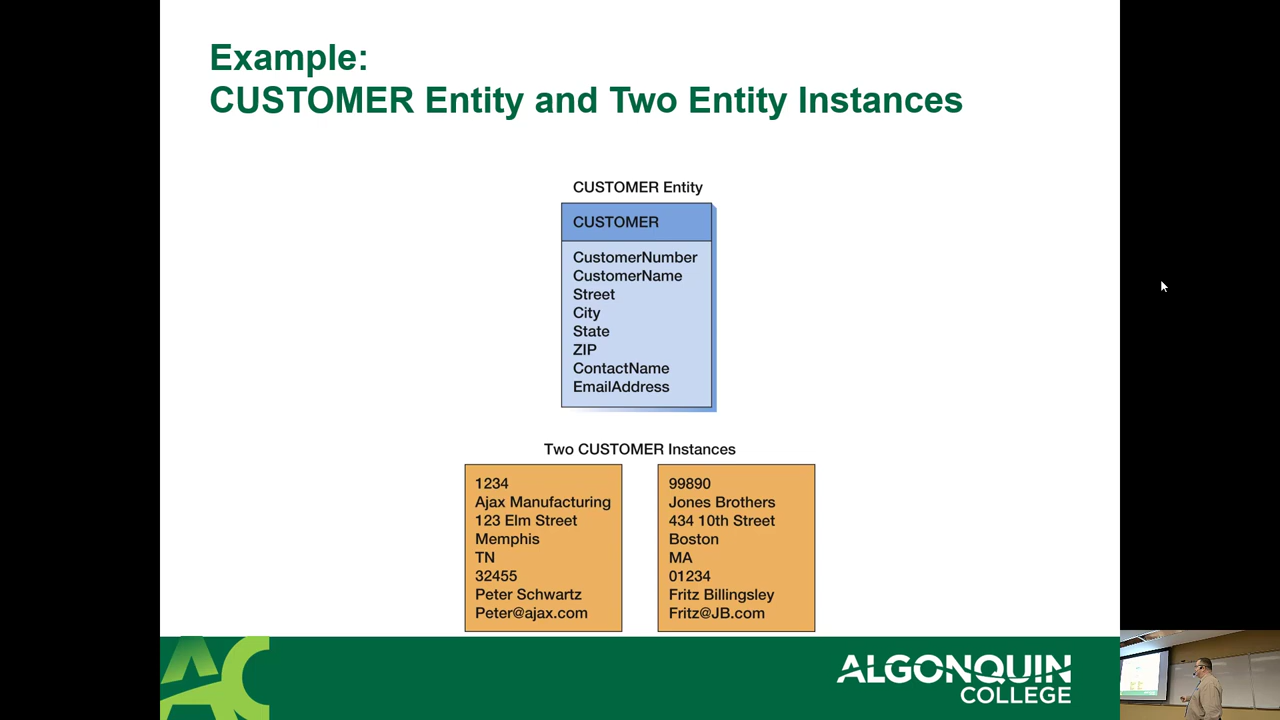 Example:
CUSTOMER Entity and Two Entity Instances
CUSTOMER Entity
CUSTOMER
CustomerNumber
CustomerName
Street
City
State
ZIP
ContactName
EmailAddress
Two CUSTOMER Instances
1234
Ajax Manufacturing
123 Elm Street
Memphis
TN
32455
Peter Schwartz
Peter@ajax.com
99890
Jones Brothers
434 10th Street
Boston
MA
01234
Fritz Billingsley
Fritz@JB.com
AC
ALGONQUIN
COLLEGE